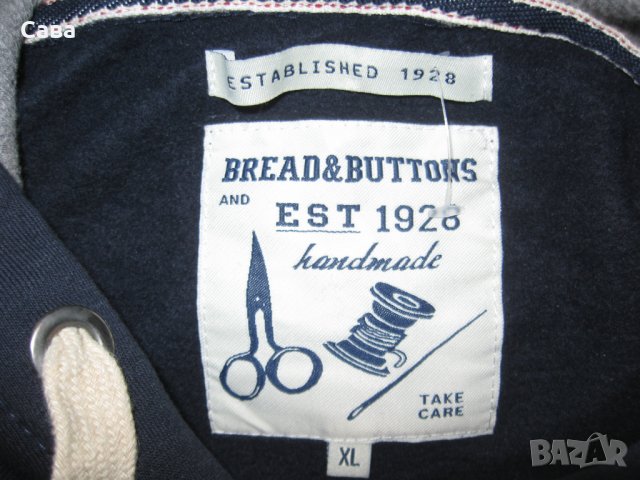 Сава
ESTABLISHED 1928
BREAD&BUTTONS
AND
EST 1928
handmade
TAKE
CARE
XL
BAZAR